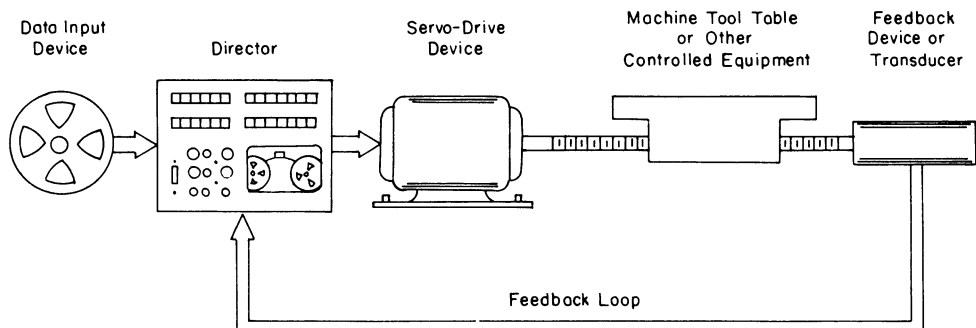 Data Input
Device
Director
Servo-Drive
Device
Machine Tool Table
or Other
Controlled Equipment
Feedback
Device or
Transducer
Feedback Loop